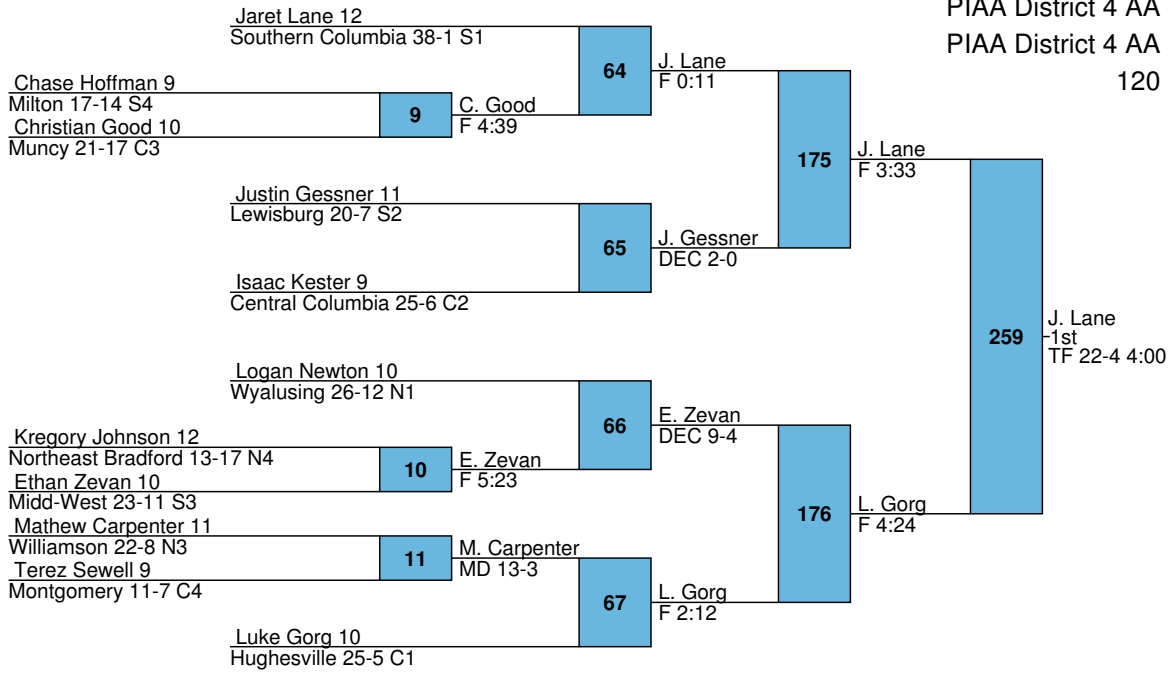 PIAA District 4 AA
PIAA District 4 AA
120
Jaret Lane 12
Southern Columbia 38-1 S1
64
J. Lane
F 0:11
Chase Hoffman 9
Milton 17-14 S4
9
C. Good
F 4:39
Christian Good 10
Muncy 21-17 C3
175
J. Lane
F 3:33
Justin Gessner 11
Lewisburg 20-7 S2
65
J. Gessner
DEC 2-0
Isaac Kester 9
Central Columbia 25-6 C2
259
J. Lane
1st
TF 22-4 4:00
Logan Newton 10
Wyalusing 26-12 N1
66
E. Zevan
DEC 9-4
Kregory Johnson 12
Northeast Bradford 13-17 N4
10
E. Zevan
F 5:23
Ethan Zevan 10
Midd-West 23-11 S3
176
L. Gorg
F 4:24
Mathew Carpenter 11
Williamson 22-8 N3
11
M. Carpenter
MD 13-3
Terez Sewell 9
Montgomery 11-7 C4
67
L. Gorg
F 2:12
Luke Gorg 10
Hughesville 25-5 C1